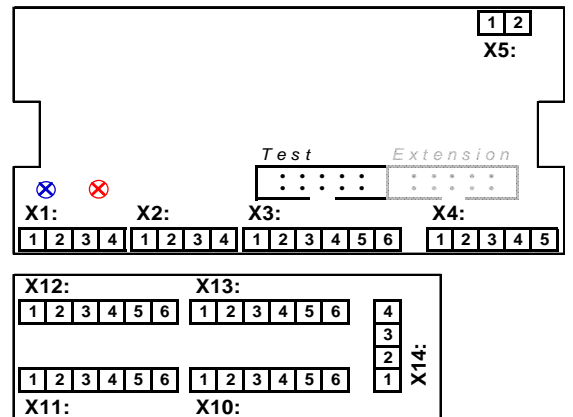 1 2
X5:
Test Extension
X1: X2: X3: X4:
1 2 3 4 1 2 3 4 1 2 3 4 5 6 1 2 3 4 5
X12: X13:
1 2 3 4 5 6 1 2 3 4 5 6
4
3
2
1
X14:
1 2 3 4 5 6 1 2 3 4 5 6
X11: X10: